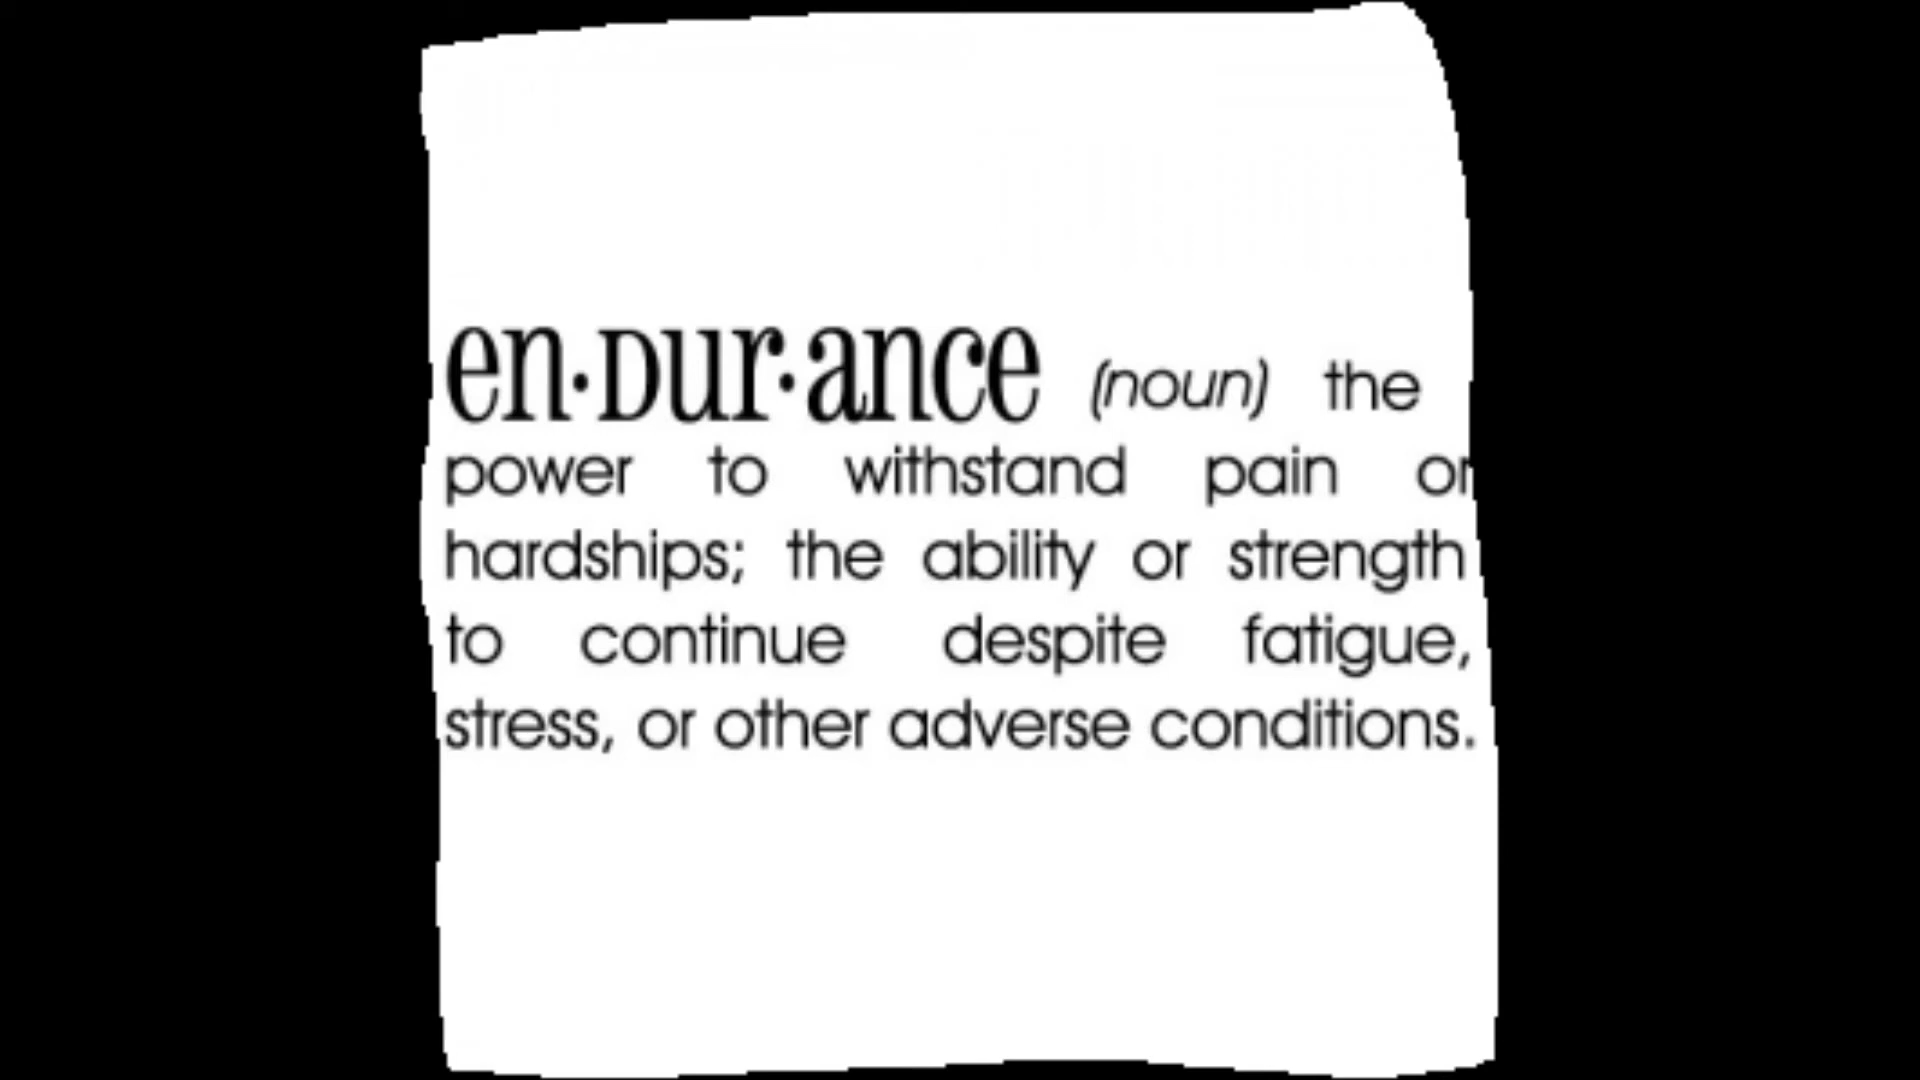 en·Dur·ance (noun) the
power to withstand pain or
hardships; the ability or strength
to continue despite fatigue,
stress, or other adverse conditions.